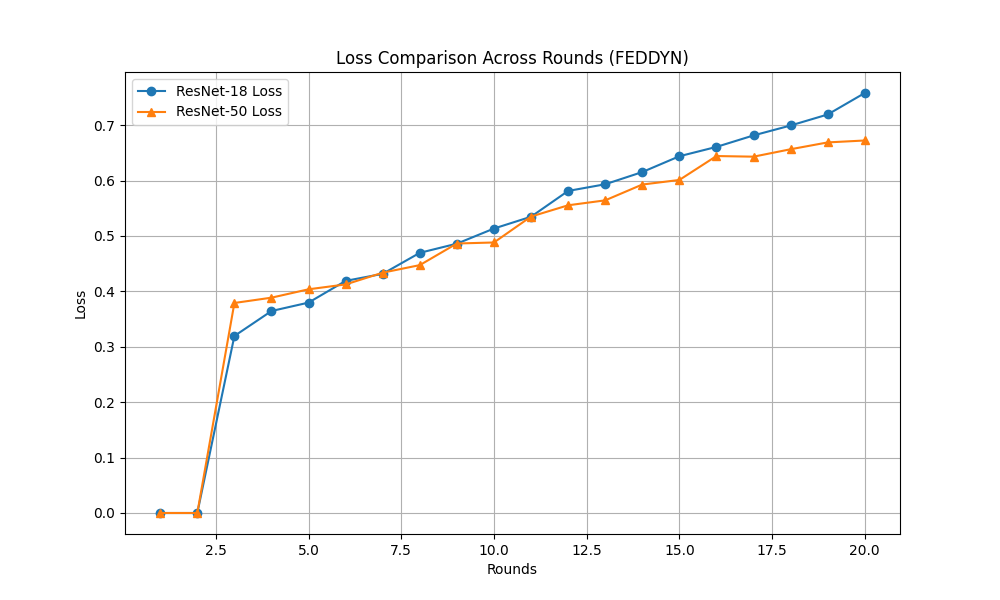 Loss Comparison Across Rounds (FEDDYN)
ResNet-18 Loss
ResNet-50 Loss
Loss
0.7
0.6
0.5
0.4
0.3
0.2
0.1
0.0
2.5 5.0 7.5 10.0 12.5 15.0 17.5 20.0
Rounds